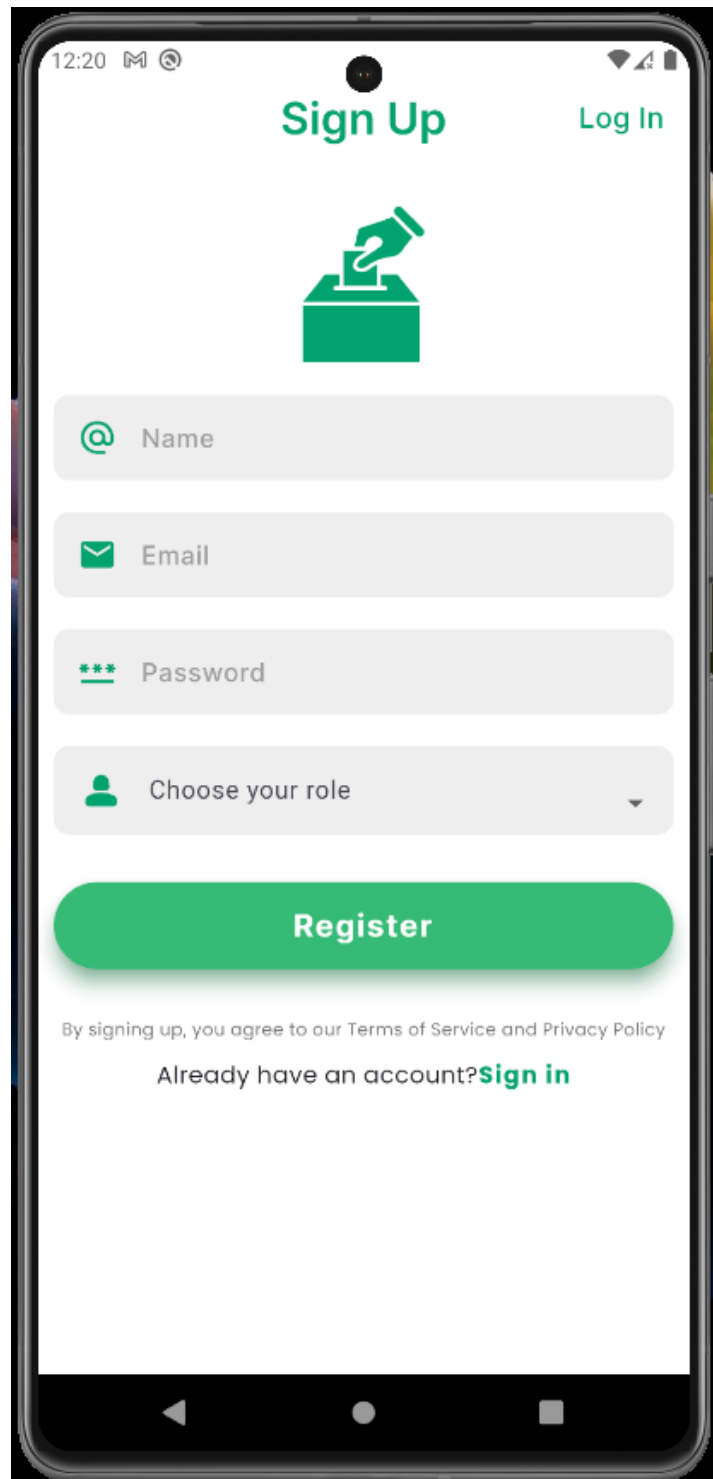 12:20
Sign Up
Log In
Name
Email
*** Password
Choose your role
Register
By signing up, you agree to our Terms of Service and Privacy Policy
Already have an account?Sign in